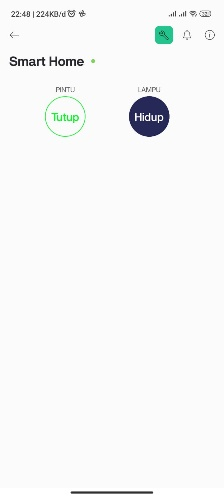 22:48 | 224KB/d
Smart Home
PINTU
LAMPU
Tutup
Hidup